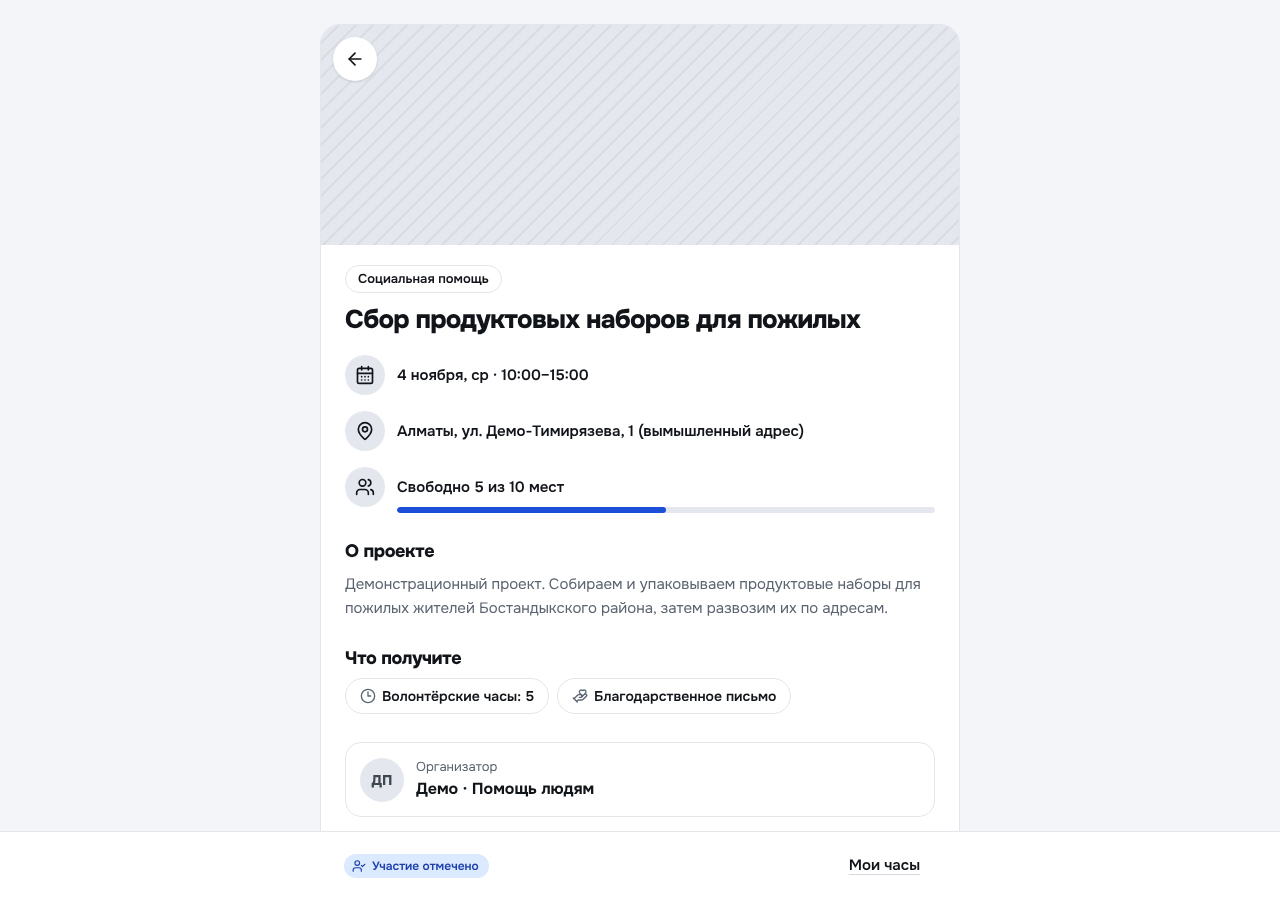 Социальная помощь
Сбор продуктовых наборов для пожилых
4 ноября, ср · 10:00–15:00
Алматы, ул. Демо-Тимирязева, 1 (вымышленный адрес)
Свободно 5 из 10 мест
О проекте
Демонстрационный проект. Собираем и упаковываем продуктовые наборы для
пожилых жителей Бостандыкского района, затем развозим их по адресам.
Что получите
Волонтёрские часы: 5
Благодарственное письмо
ДП
Организатор
Демо · Помощь людям
Участие отмечено
Мои часы